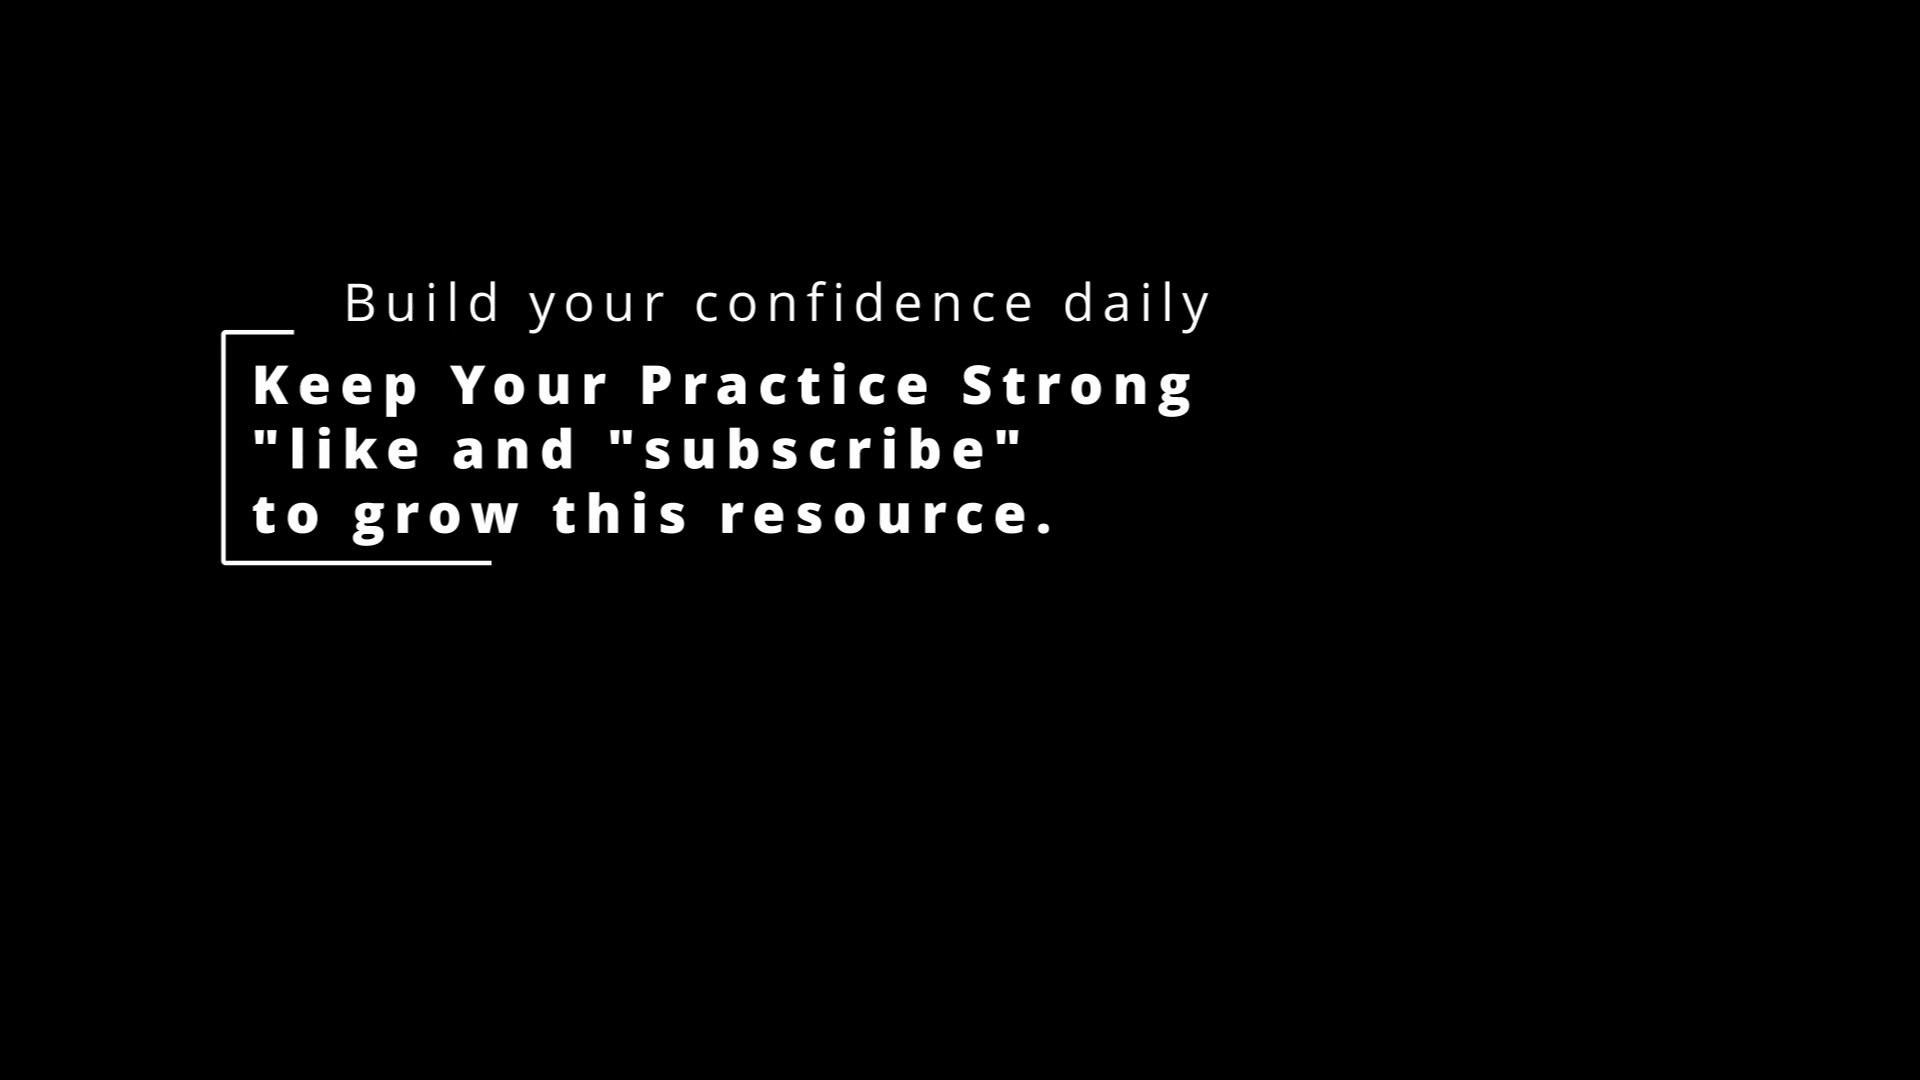 Build your confidence daily
Keep Your Practice Strong
"like and "subscribe"
to grow this resource.